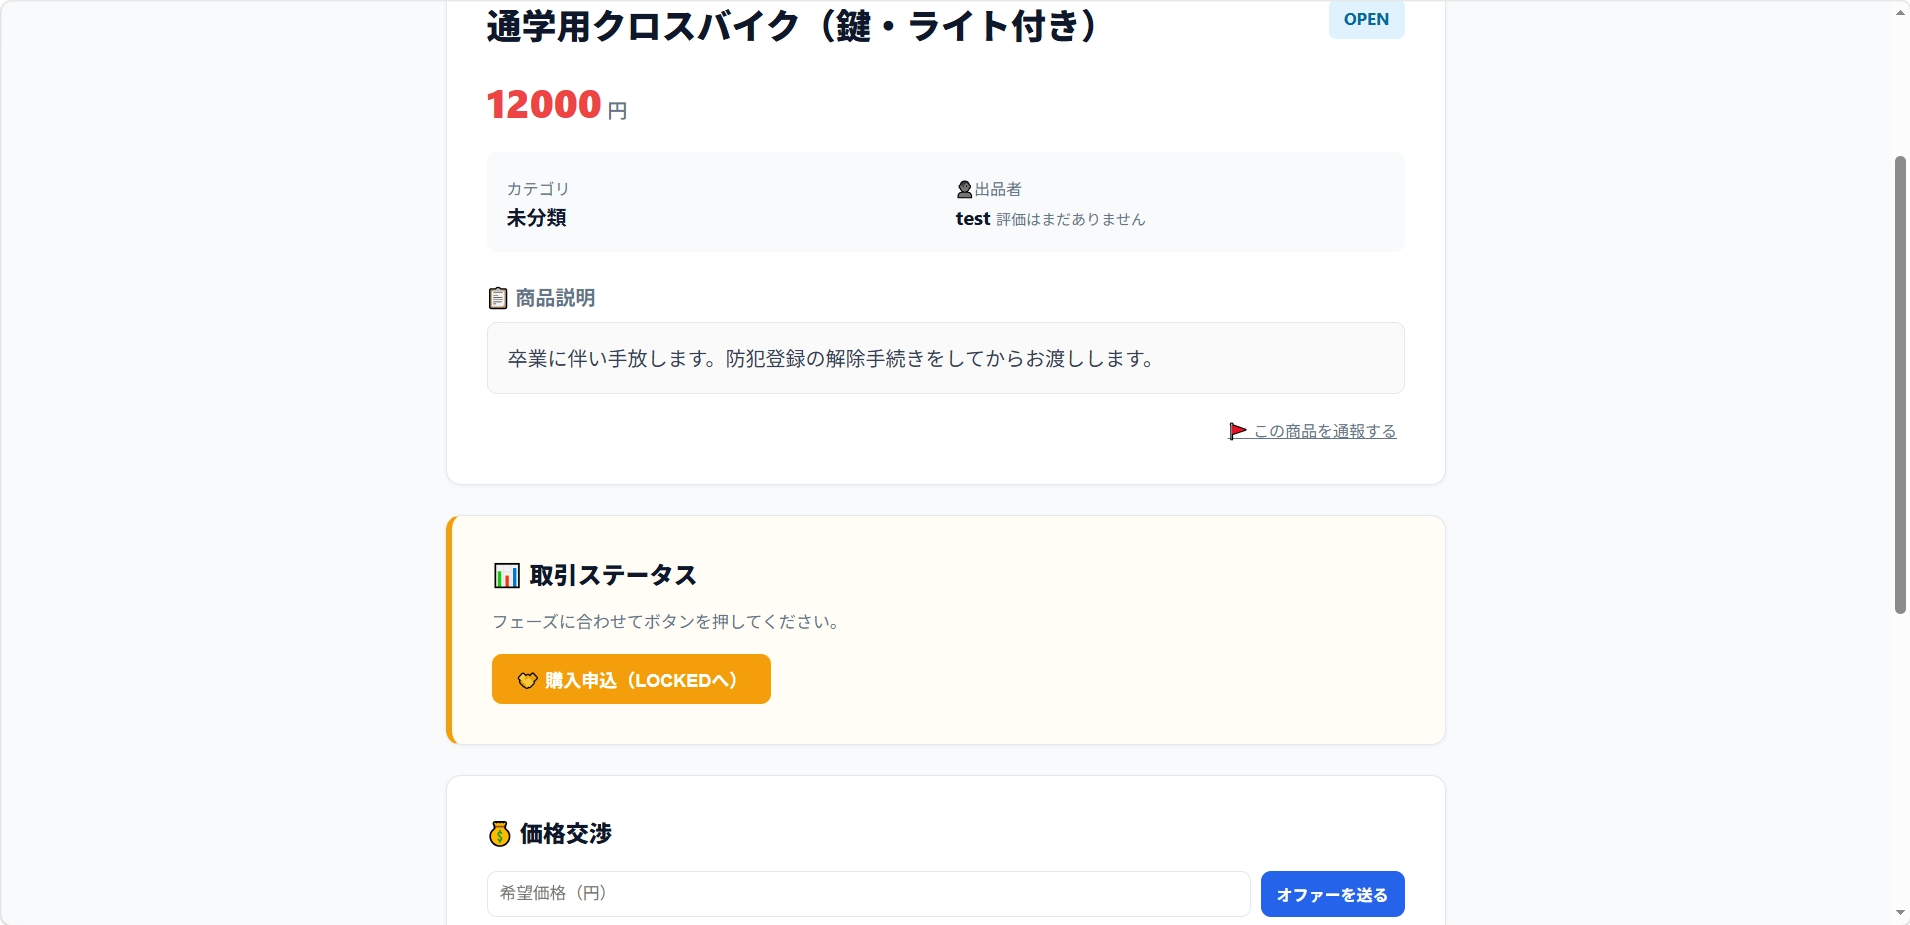 通学用クロスバイク（鍵・ライト付き）
OPEN
12000 円
カテゴリ
未分類
出品者
test 評価はまだありません
商品説明
卒業に伴い手放します。防犯登録の解除手続きをしてからお渡しします。
この商品を通報する
取引ステータス
フェーズに合わせてボタンを押してください。
購入申込（LOCKEDへ）
価格交渉
希望価格（円）
オファーを送る